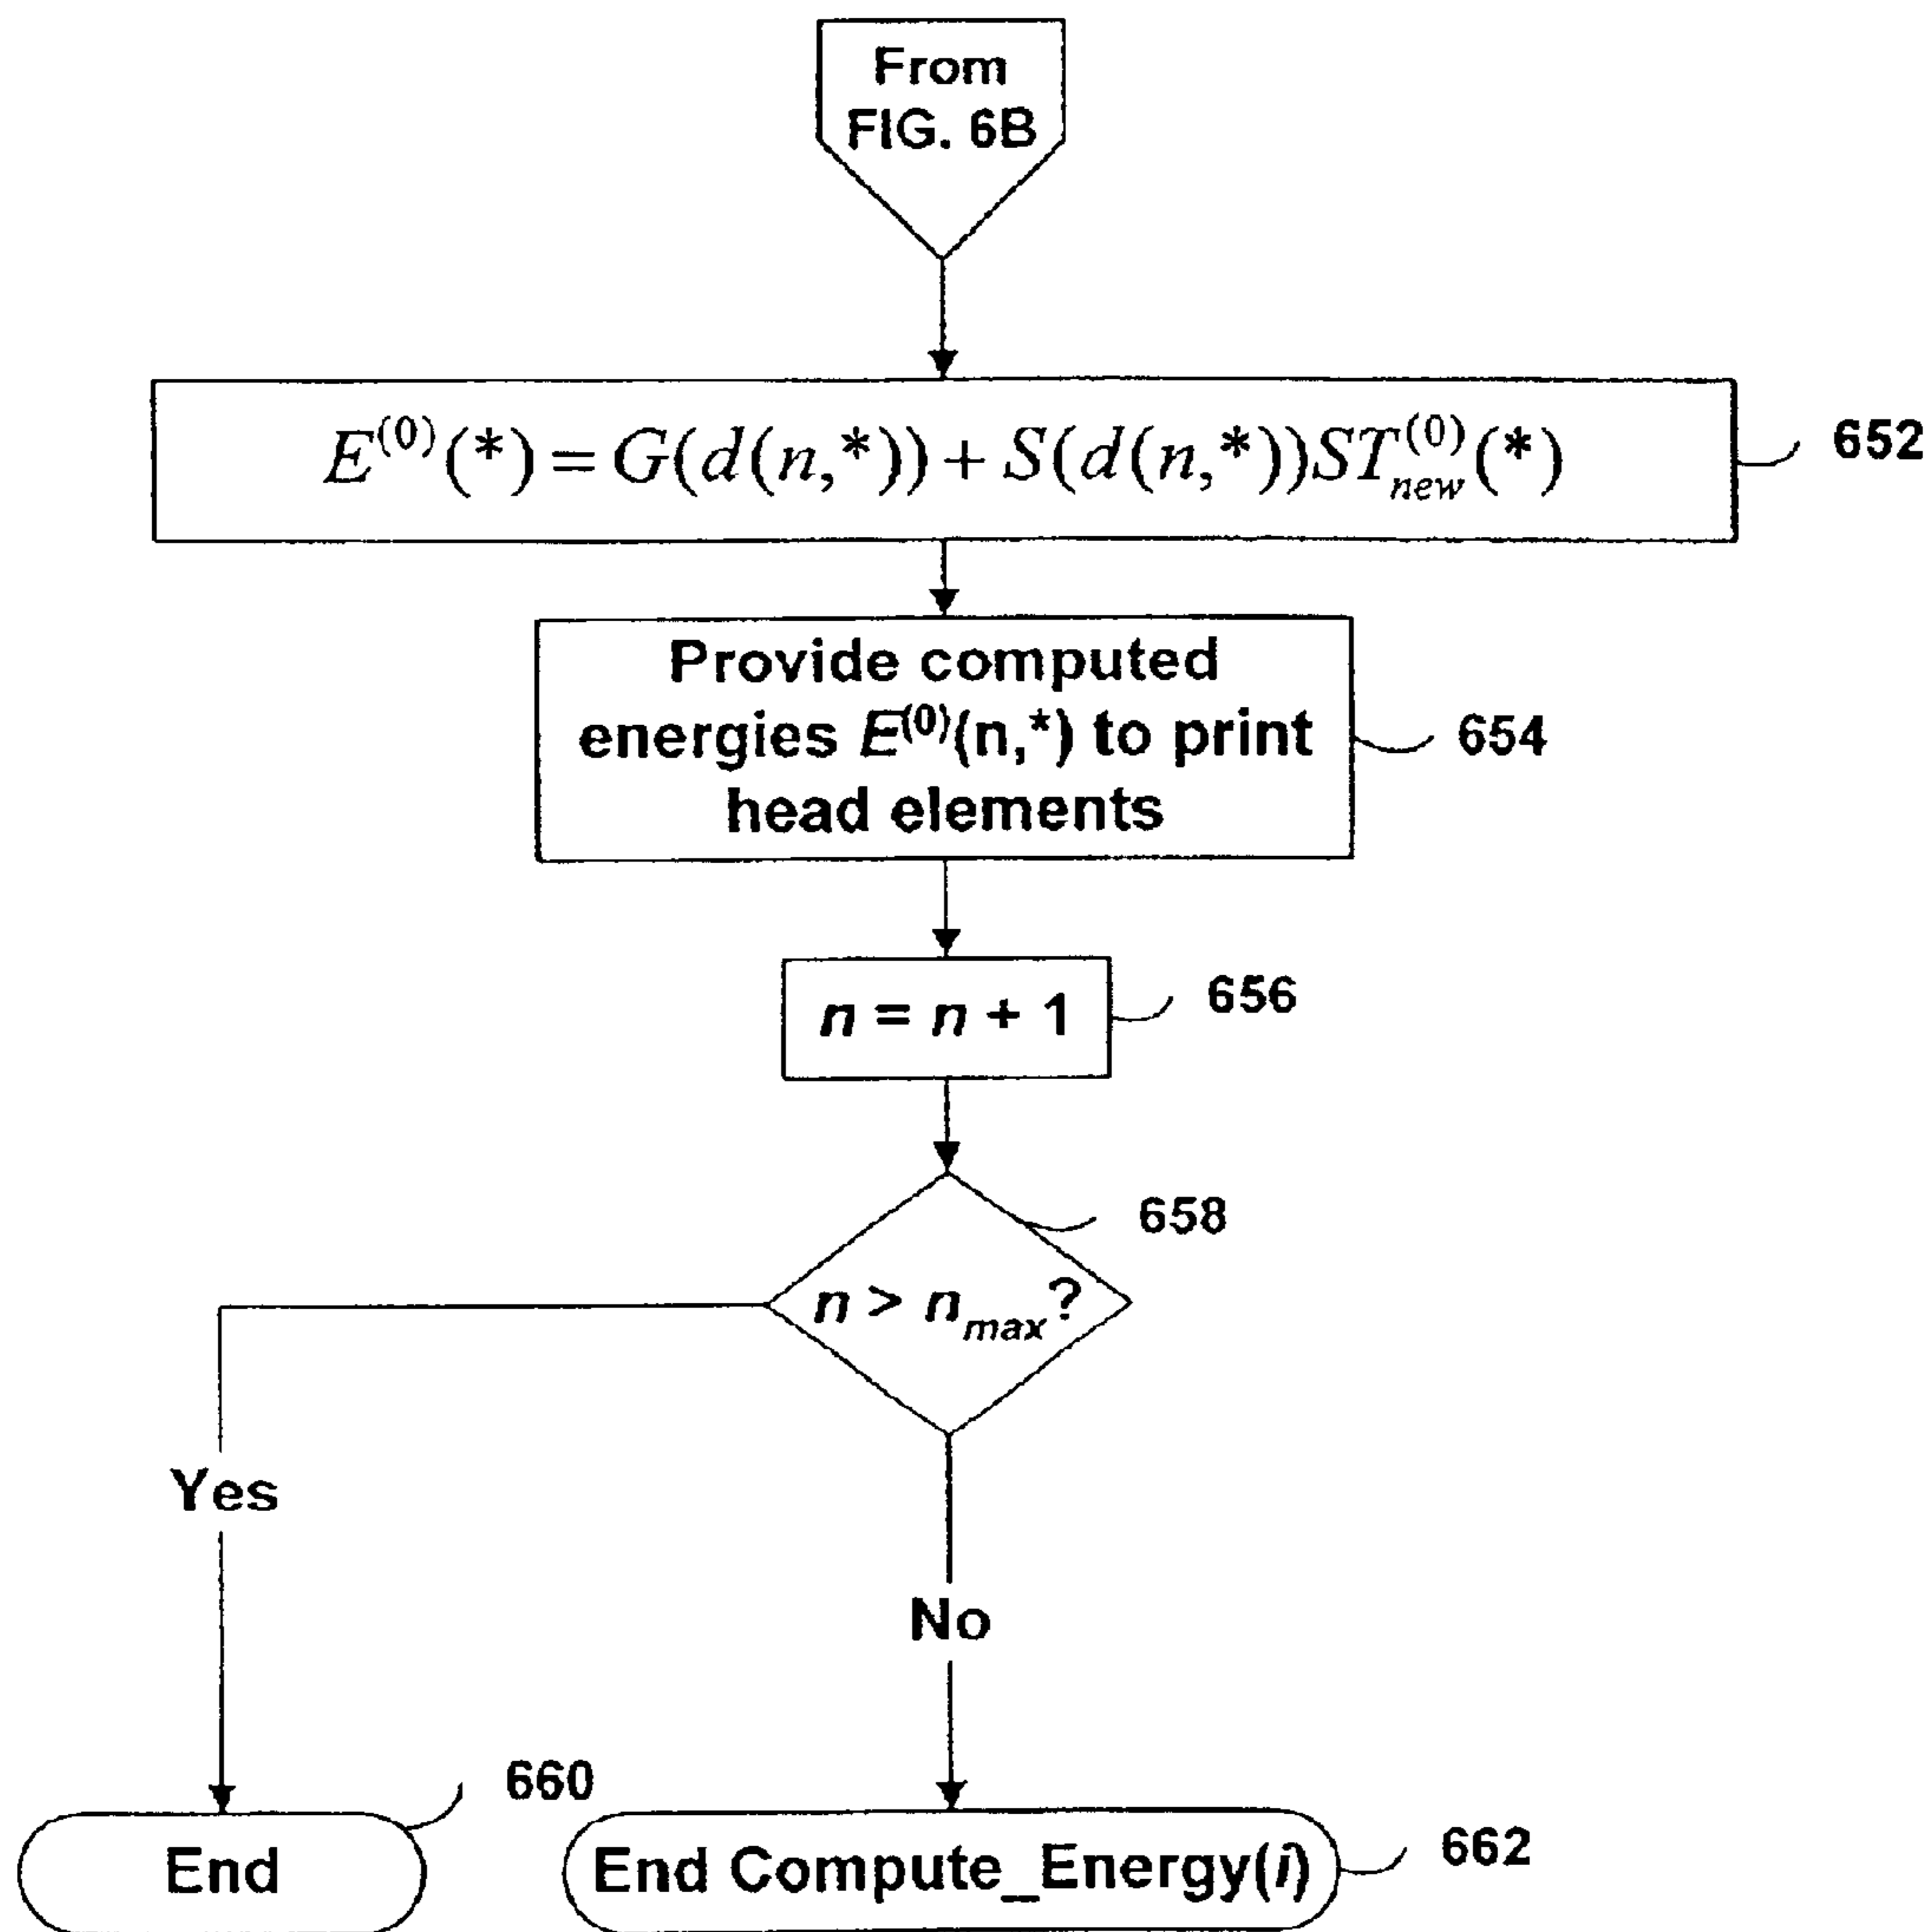 From
FIG. 6B
E^(0)(*) = G(d(n,*)) + S(d(n,*))ST_new^(0)(*)
652
Provide computed
energies E^(0)(n,*) to print
head elements
654
n = n + 1
656
658
n > n_max?
Yes
No
660
End
End Compute_Energy(i)
662